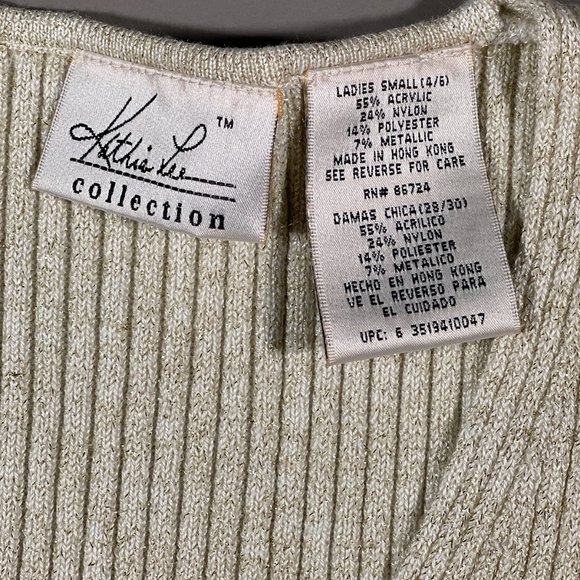 Kathie Lee ™
collection
LADIES SMALL(4/6)
55% ACRYLIC
24% NYLON
14% POLYESTER
7% METALLIC
MADE IN HONG KONG
SEE REVERSE FOR CARE
RN# 86724
DAMAS CHICA(28/30)
55% ACRILICO
24% NYLON
14% POLIESTER
7% METALICO
HECHO EN HONG KONG
VE EL REVERSO PARA
EL CUIDADO
UPC: 6 3519410047